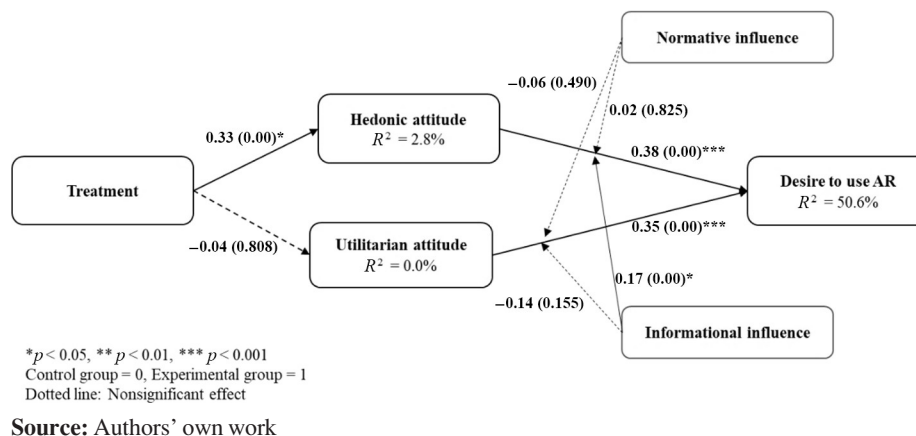 Normative influence
−0.06 (0.490)
0.02 (0.825)
Hedonic attitude
R² = 2.8%
0.33 (0.00)*
0.38 (0.00)***
Treatment
Desire to use AR
R² = 50.6%
−0.04 (0.808)
Utilitarian attitude
R² = 0.0%
0.35 (0.00)***
0.17 (0.00)*
−0.14 (0.155)
Informational influence
*p < 0.05, ** p < 0.01, *** p < 0.001
Control group = 0, Experimental group = 1
Dotted line: Nonsignificant effect
Source: Authors’ own work